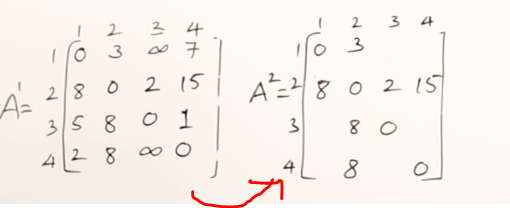 1 2 3 4
1 0 3 ∞ 7
A¹= 2 8 0 2 15
3 5 8 0 1
4 2 8 ∞ 0
1 2 3 4
1 0 3
A²= 2 8 0 2 15
3 8 0
4 8 0